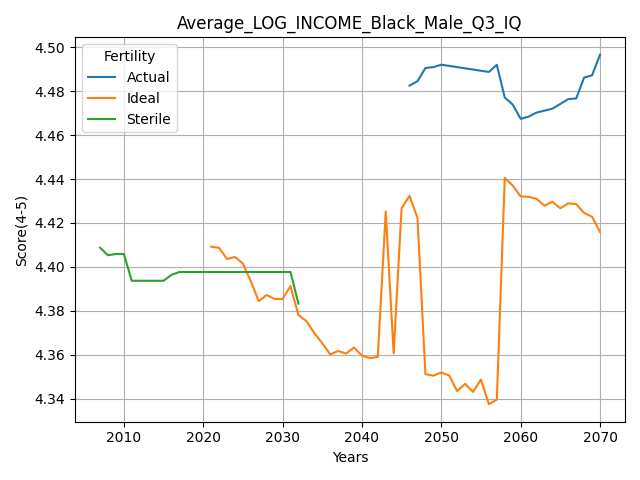 Average_LOG_INCOME_Black_Male_Q3_IQ
4.50
4.48
4.46
4.44
4.42
4.40
4.38
4.36
4.34
Score(4-5)
Fertility
Actual
Ideal
Sterile
2010 2020 2030 2040 2050 2060 2070
Years